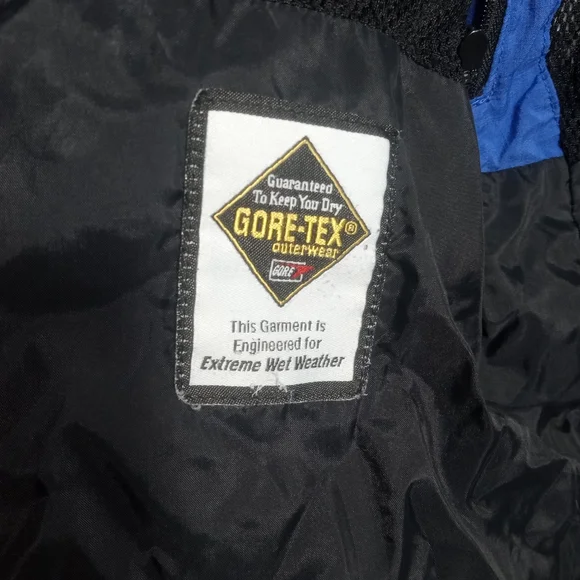 Guaranteed
To Keep You Dry
GORE-TEX®
outerwear
GORE
This Garment is
Engineered for
Extreme Wet Weather